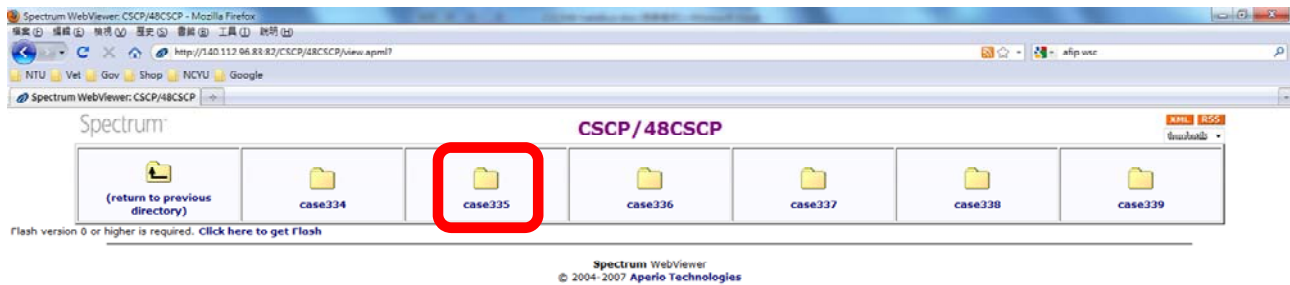 Spectrum WebViewer: CSCP/48CSCP - Mozilla Firefox
檔案(F) 編輯(E) 檢視(V) 歷史(S) 書籤(B) 工具(T) 說明(H)
http://140.112.96.83:82/CSCP/48CSCP/view.apml? afip wsc
NTU Vet Gov Shop NCYU Google
Spectrum WebViewer: CSCP/48CSCP
Spectrum
CSCP/48CSCP
XML RSS
(return to previous directory)
case334
case335
case336
case337
case338
case339
Flash version 0 or higher is required. Click here to get Flash
Spectrum WebViewer
© 2004-2007 Aperio Technologies